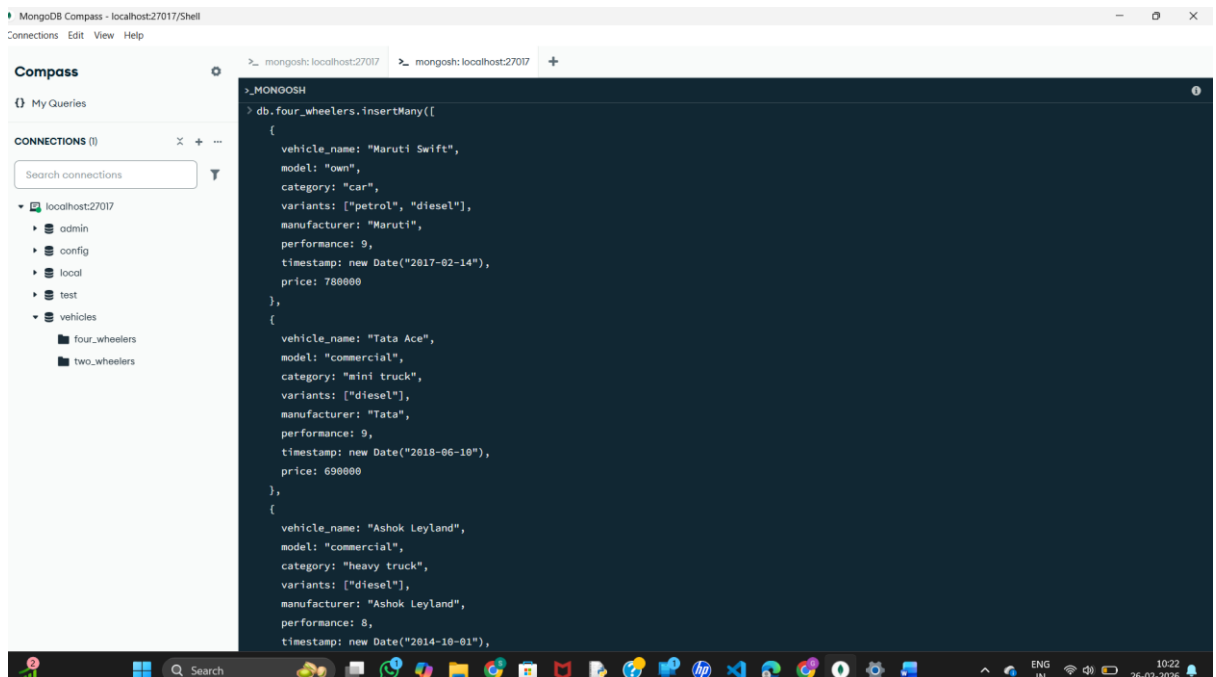 MongoDB Compass - localhost:27017/Shell
Connections Edit View Help
Compass
{} My Queries
CONNECTIONS (1)
Search connections
localhost:27017
admin
config
local
test
vehicles
four_wheelers
two_wheelers
>_ mongosh: localhost:27017 >_ mongosh: localhost:27017 +
>_MONGOSH
> db.four_wheelers.insertMany([
{
vehicle_name: "Maruti Swift",
model: "own",
category: "car",
variants: ["petrol", "diesel"],
manufacturer: "Maruti",
performance: 9,
timestamp: new Date("2017-02-14"),
price: 780000
},
{
vehicle_name: "Tata Ace",
model: "commercial",
category: "mini truck",
variants: ["diesel"],
manufacturer: "Tata",
performance: 9,
timestamp: new Date("2018-06-10"),
price: 690000
},
{
vehicle_name: "Ashok Leyland",
model: "commercial",
category: "heavy truck",
variants: ["diesel"],
manufacturer: "Ashok Leyland",
performance: 8,
timestamp: new Date("2014-10-01"),
2
Search
ENG
IN
10:22
26-02-2026